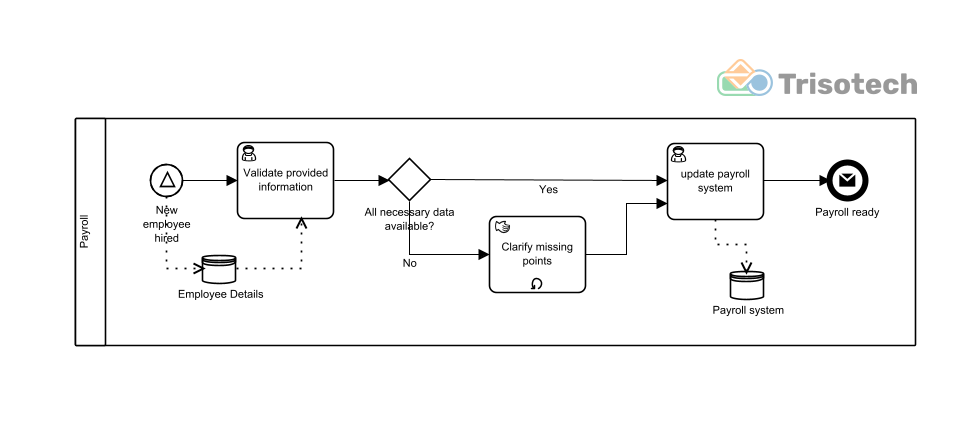 Trisotech
Payroll
New
employee
hired
Validate provided
information
All necessary data
available?
Yes
No
Clarify missing
points
update payroll
system
Payroll ready
Employee Details
Payroll system